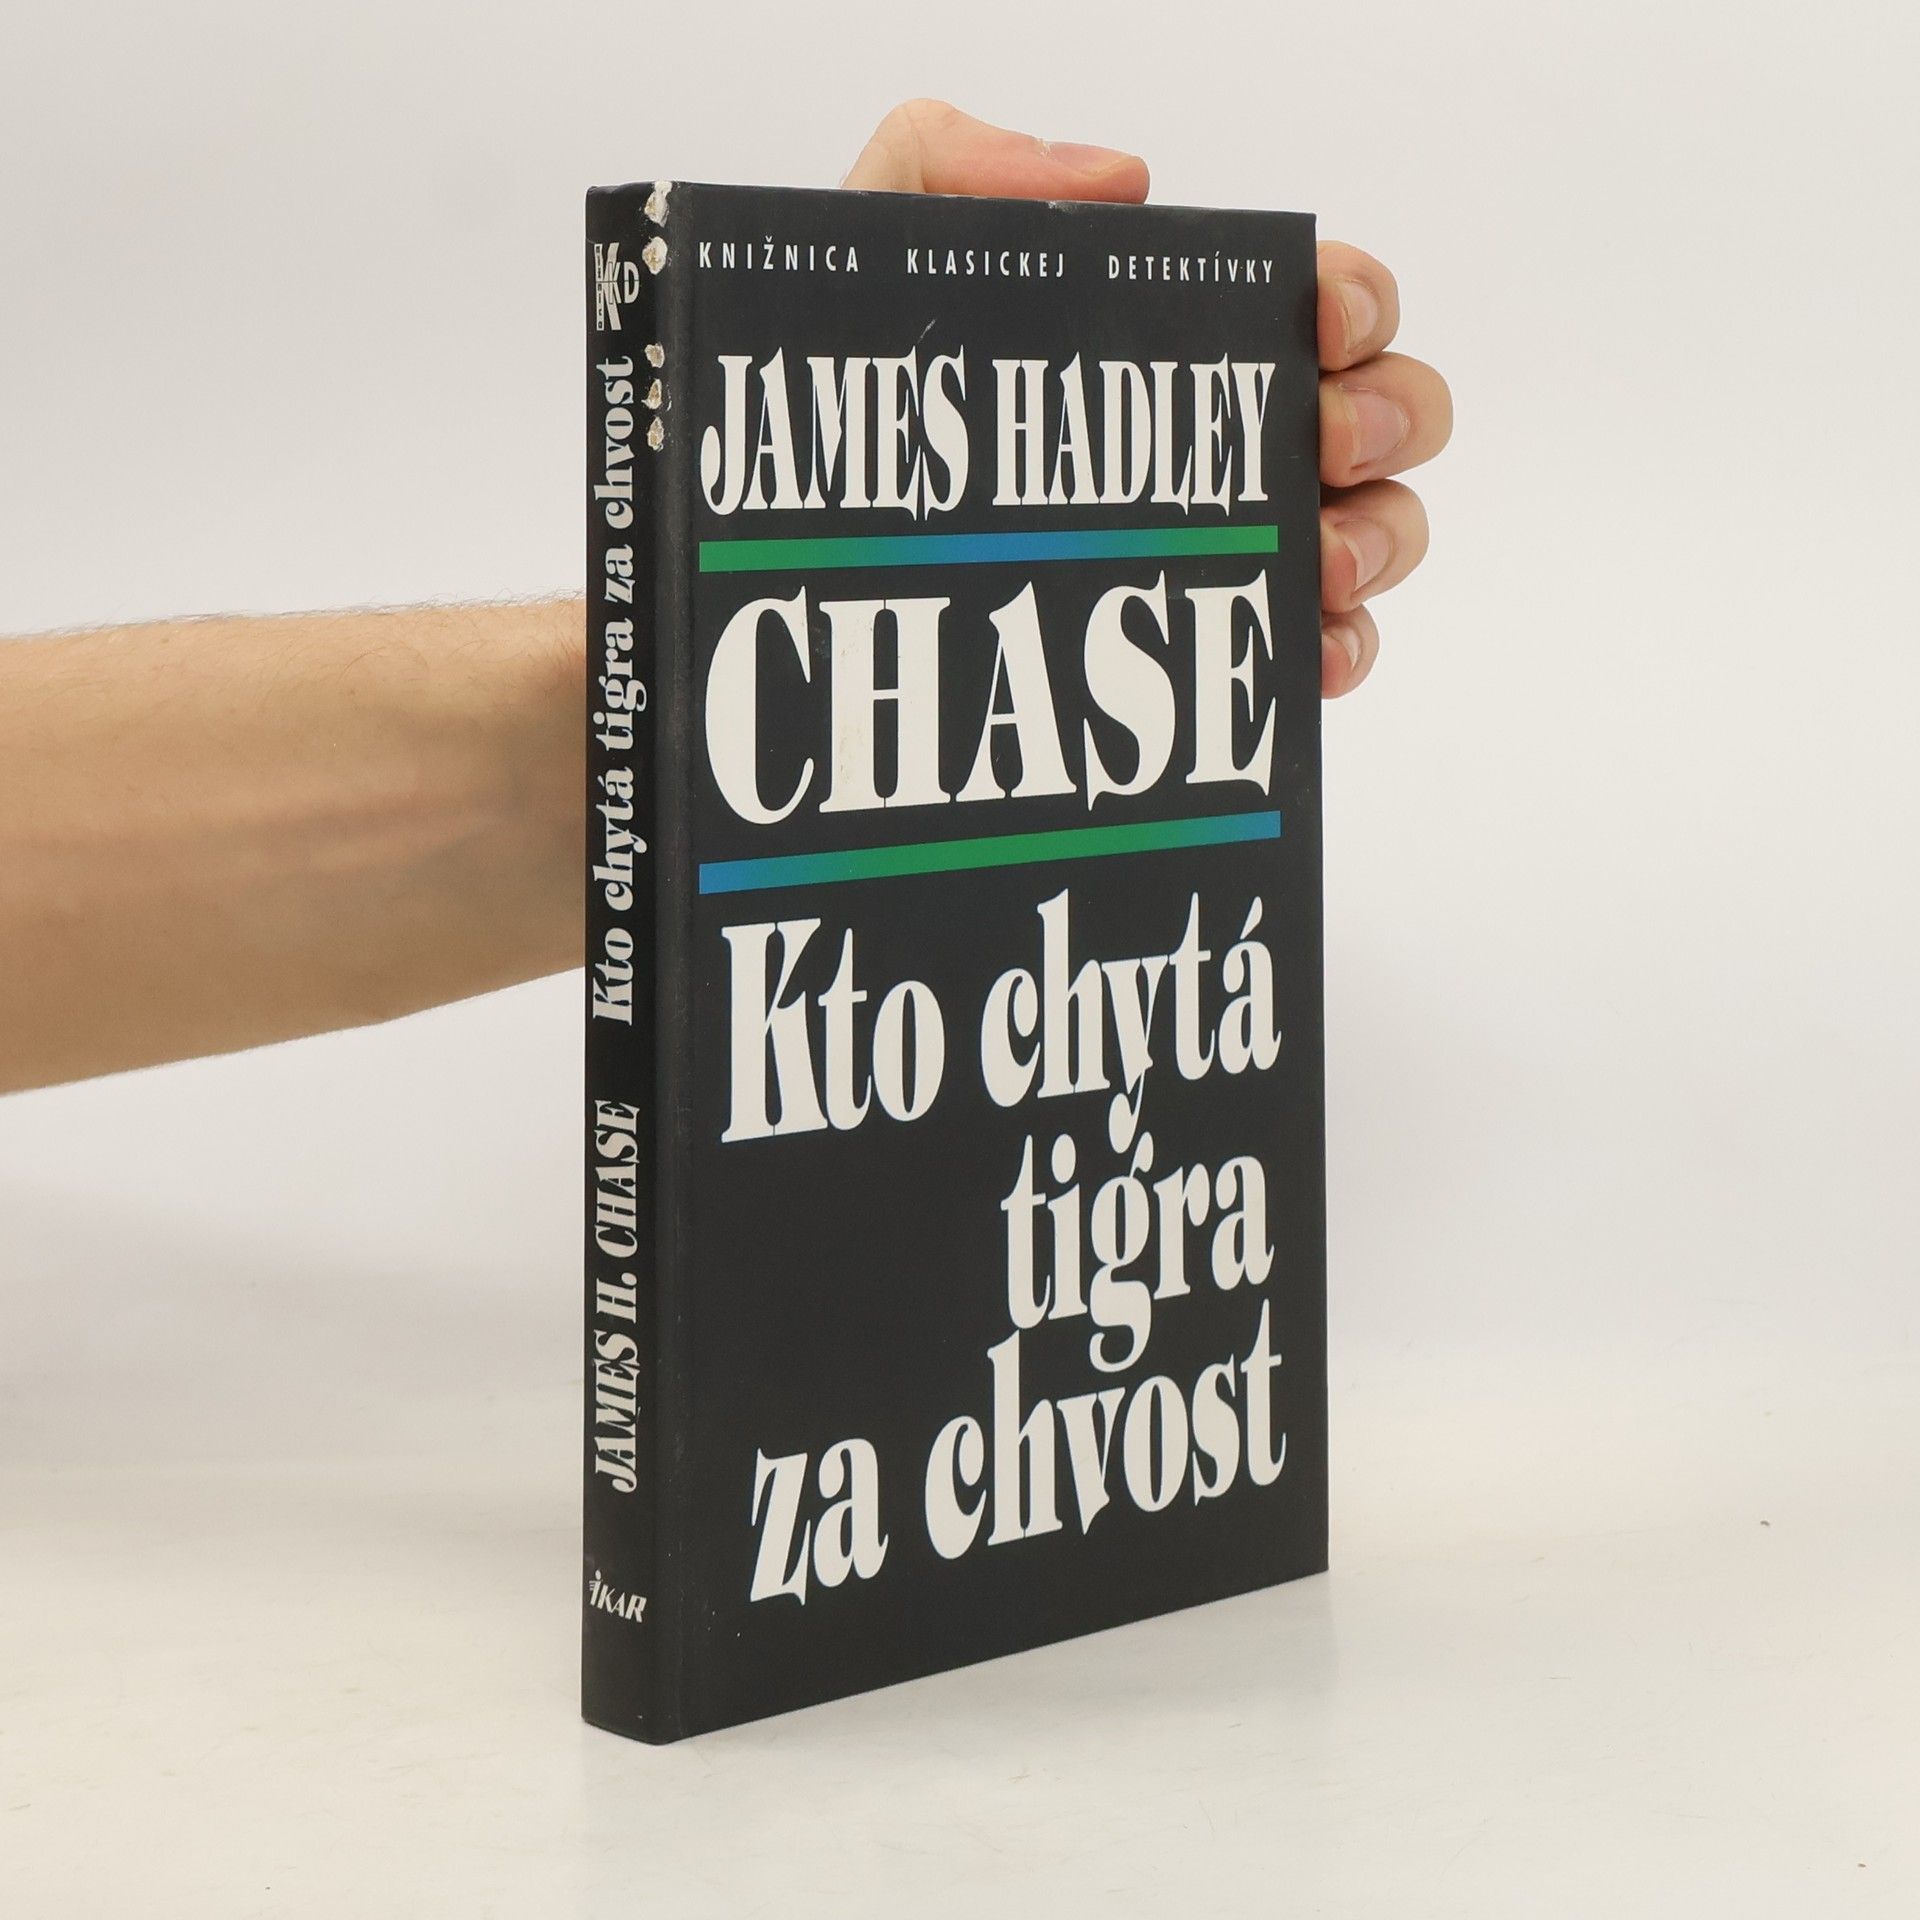 KNIŽNICA KLASICKEJ DETEKTÍVKY
JAMES HADLEY
CHASE
Kto chytá
tigra
za chvost
JAMES H. CHASE Kto chytá tigra za chvost KKD
IKAR